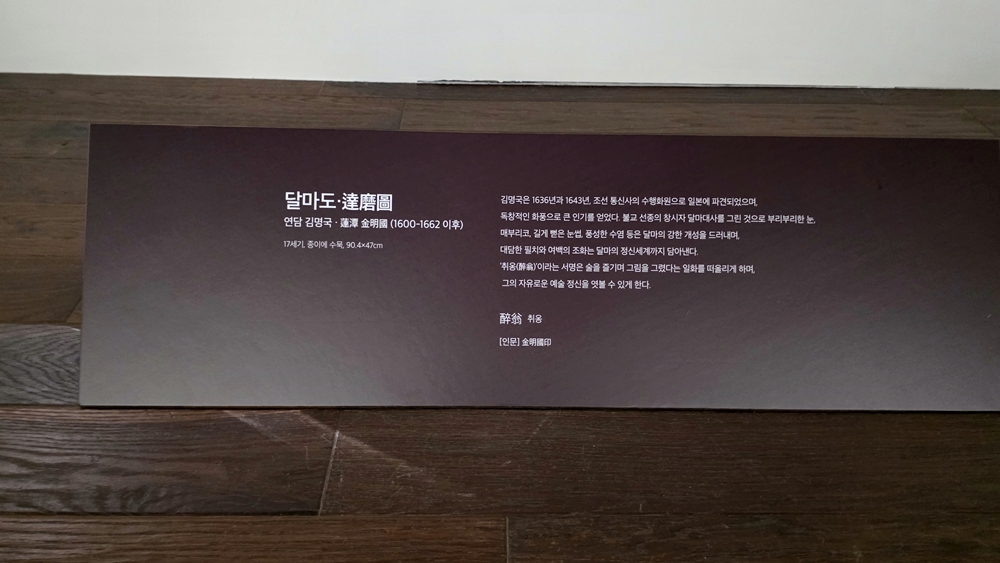 달마도·達磨圖
연담 김명국 · 蓮潭 金明國 (1600-1662 이후)
17세기, 종이에 수묵, 90.4×47cm
김명국은 1636년과 1643년, 조선 통신사의 수행화원으로 일본에 파견되었으며,
독창적인 화풍으로 큰 인기를 얻었다. 불교 선종의 창시자 달마대사를 그린 것으로 부리부리한 눈,
매부리코, 길게 뻗은 눈썹, 풍성한 수염 등은 달마의 강한 개성을 드러내며,
대담한 필치와 여백의 조화는 달마의 정신세계까지 담아낸다.
'취옹(醉翁)'이라는 서명은 술을 즐기며 그림을 그렸다는 일화를 떠올리게 하며,
그의 자유로운 예술 정신을 엿볼 수 있게 한다.
醉翁 취옹
[인문] 金明國印